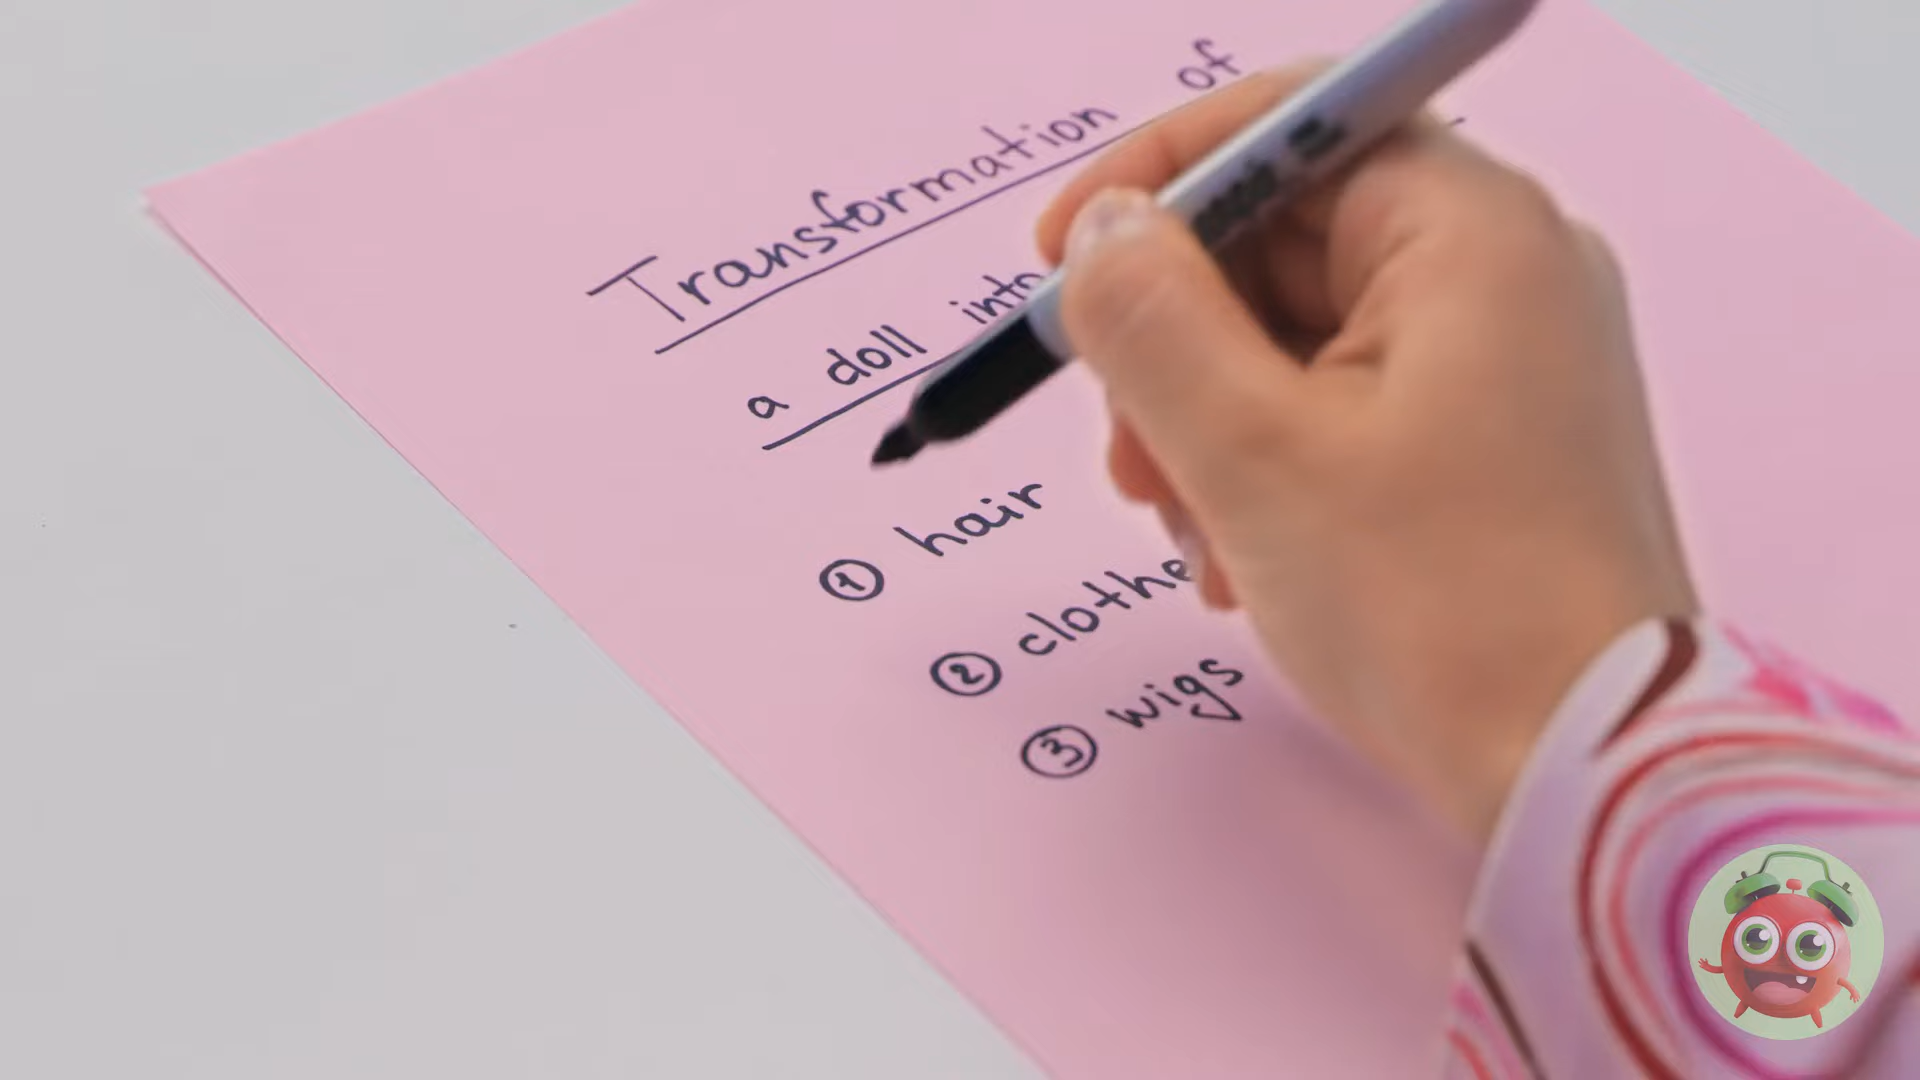 Transformation of
a doll into
① hair
② clothe
③ wigs